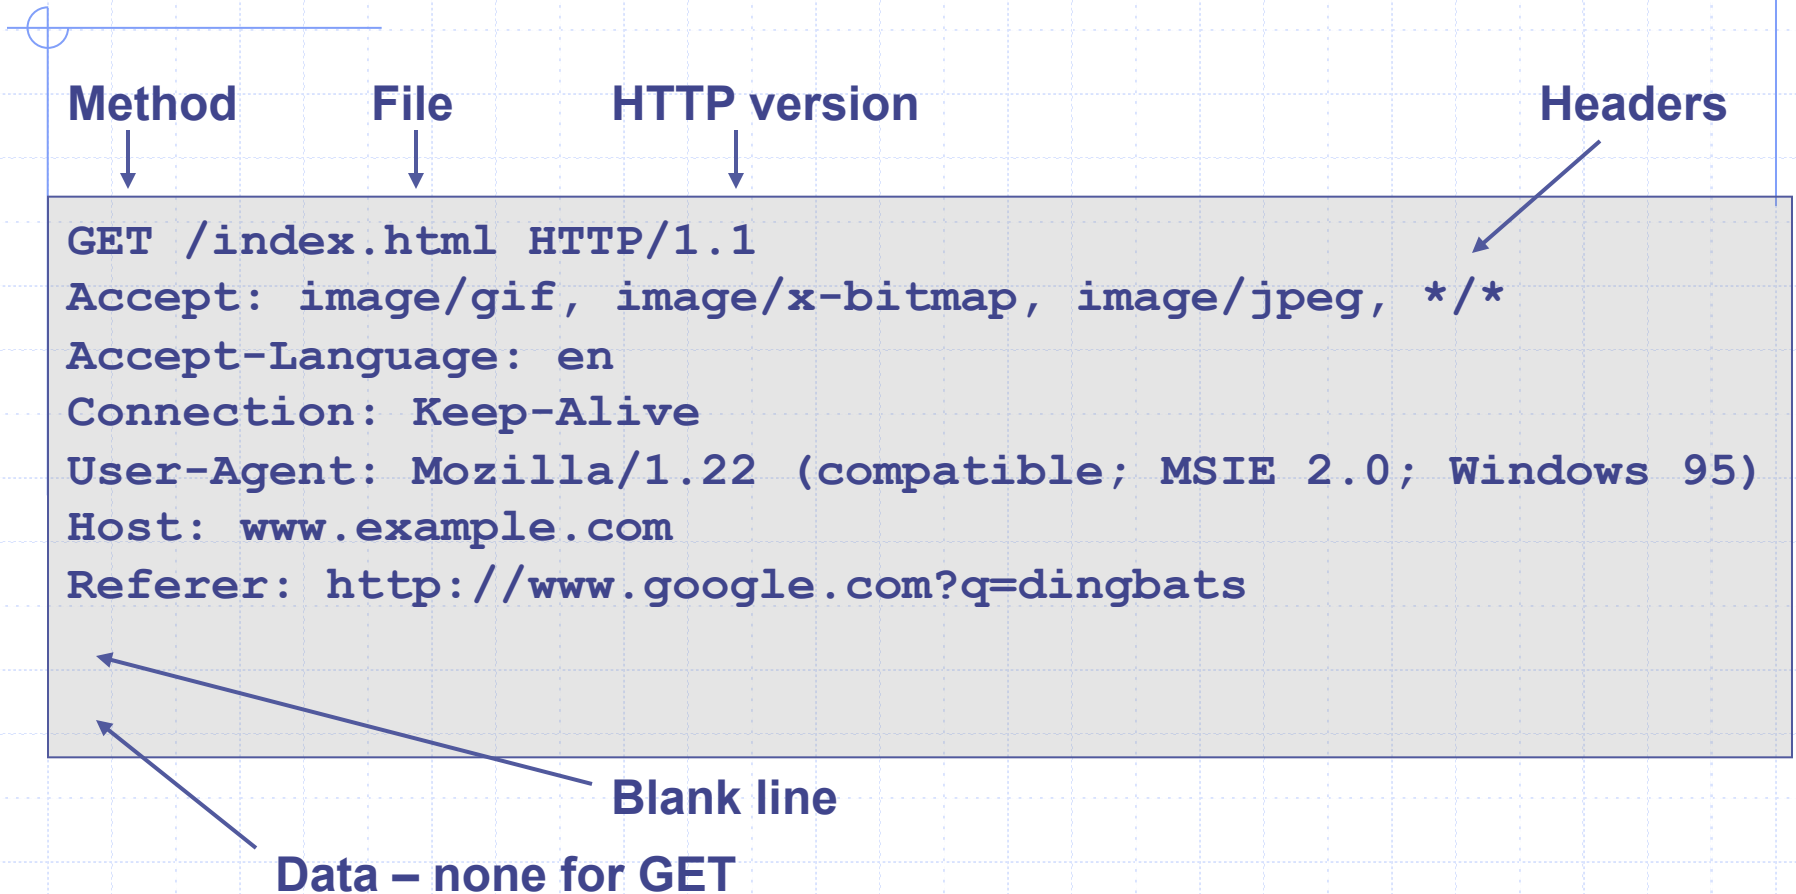 Method File HTTP version Headers
GET /index.html HTTP/1.1
Accept: image/gif, image/x-bitmap, image/jpeg, */*
Accept-Language: en
Connection: Keep-Alive
User-Agent: Mozilla/1.22 (compatible; MSIE 2.0; Windows 95)
Host: www.example.com
Referer: http://www.google.com?q=dingbats
Blank line
Data – none for GET